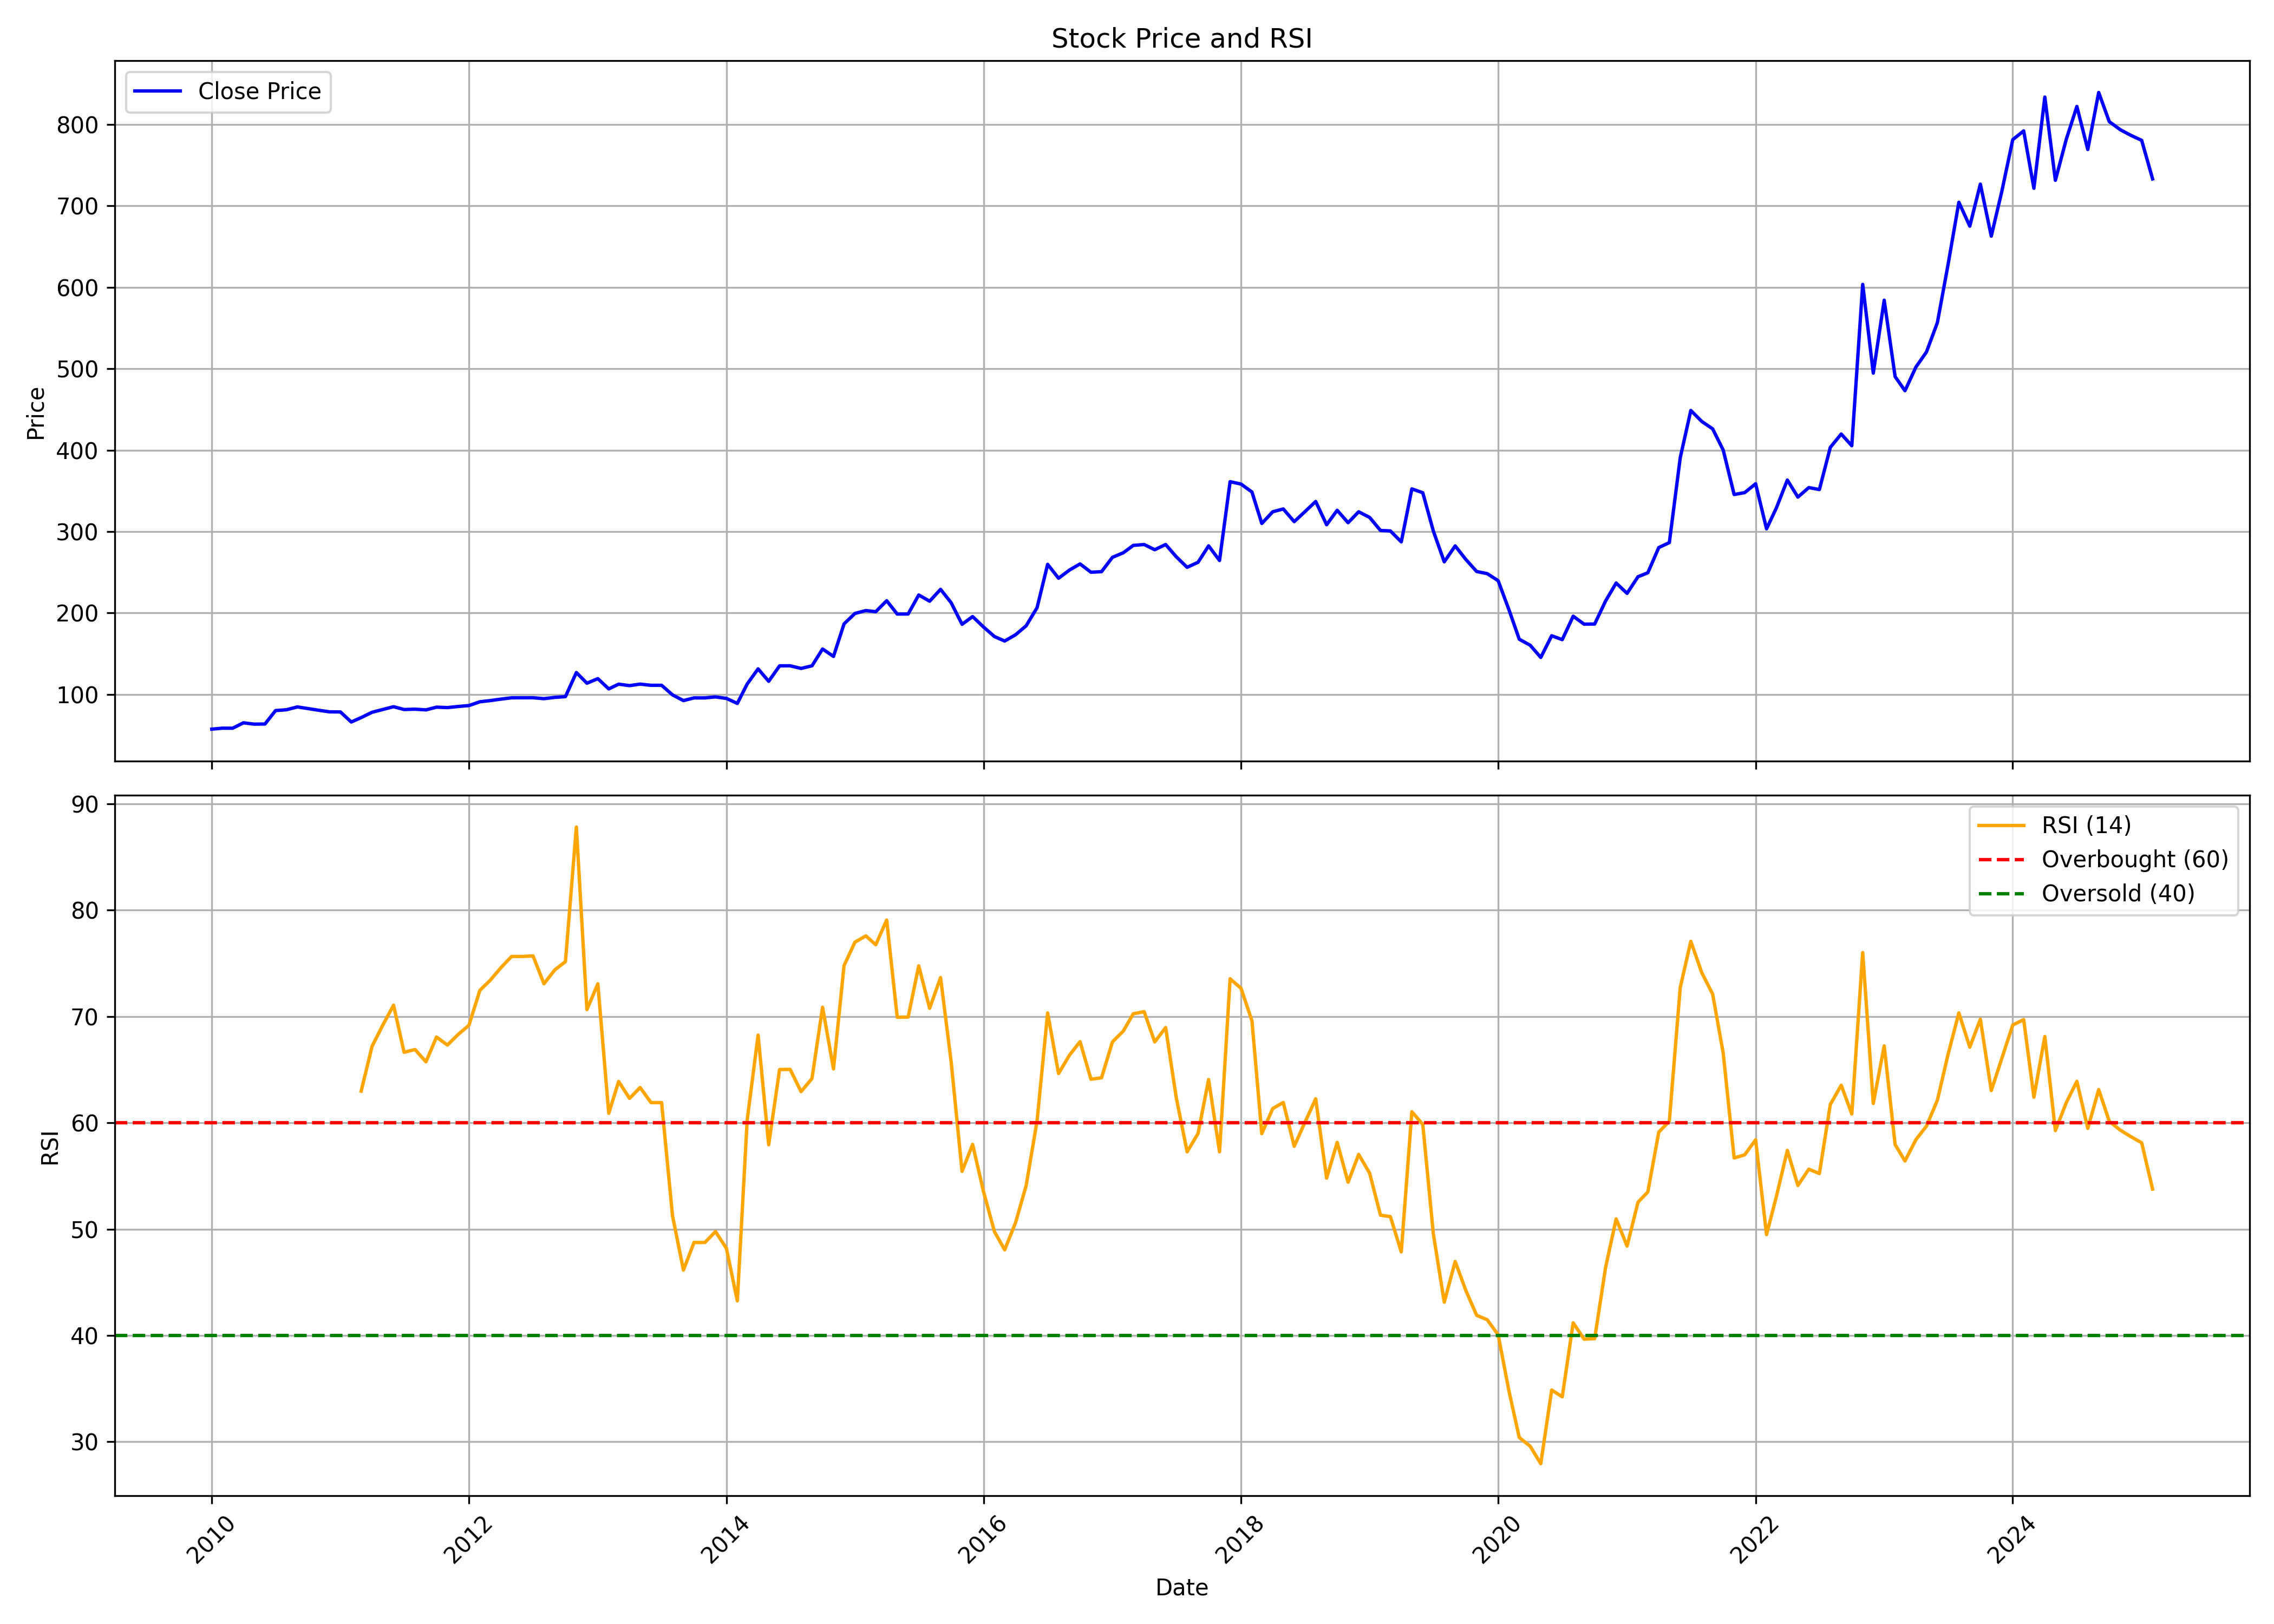 Stock Price and RSI
Close Price
800
700
600
500
400
300
200
100
Price
RSI (14)
Overbought (60)
Oversold (40)
90
80
70
60
50
40
30
RSI
2010
2012
2014
2016
2018
2020
2022
2024
Date